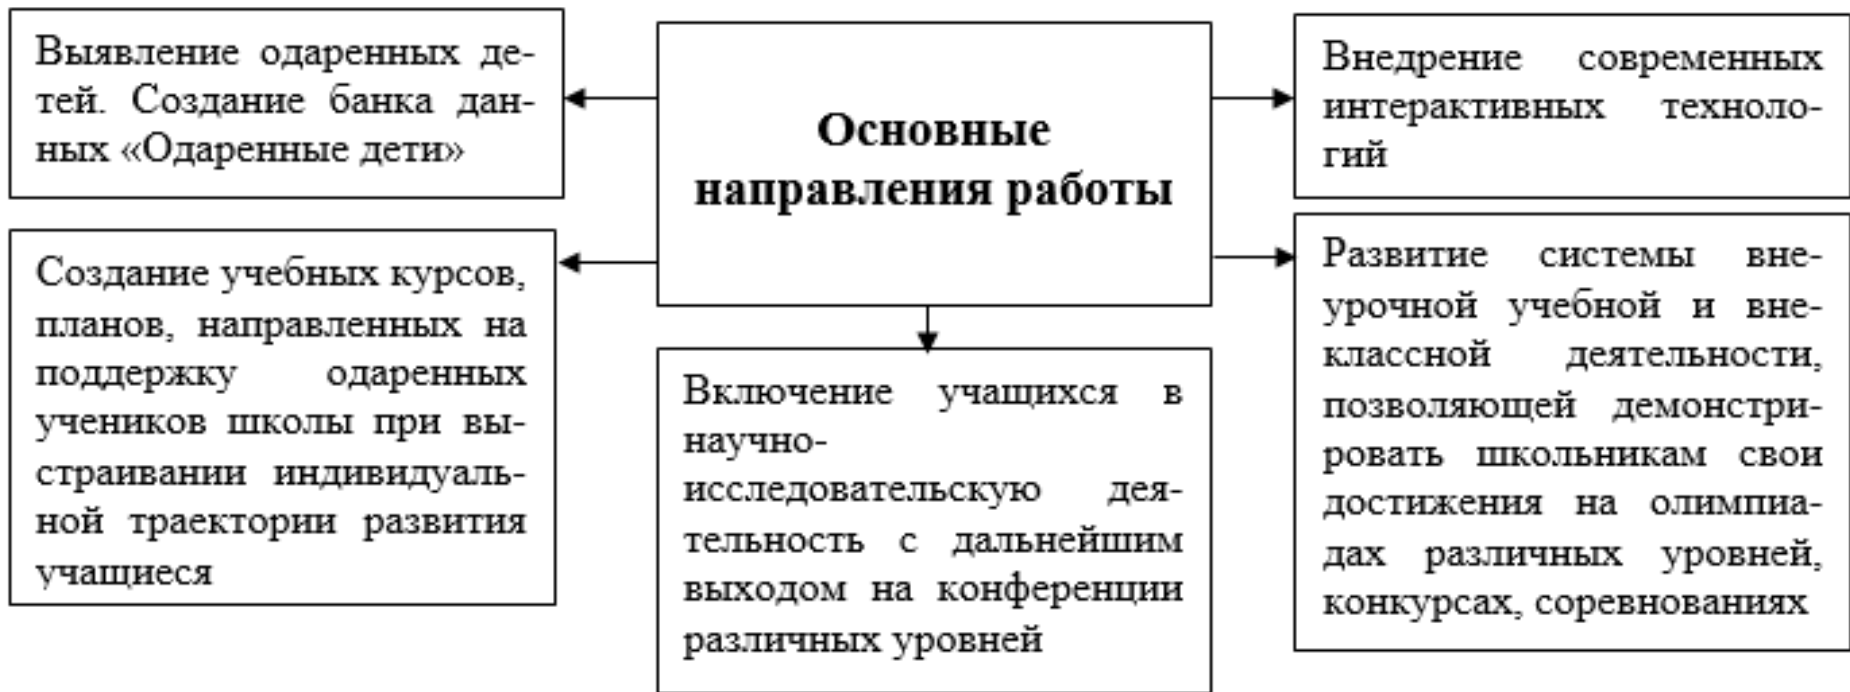 Выявление одаренных де-
тей. Создание банка дан-
ных «Одаренные дети»
Основные
направления работы
Внедрение современных
интерактивных техноло-
гий
Создание учебных курсов,
планов, направленных на
поддержку одаренных
учеников школы при вы-
страивании индивидуаль-
ной траектории развития
учащиеся
Включение учащихся в
научно-
исследовательскую дея-
тельность с дальнейшим
выходом на конференции
различных уровней
Развитие системы вне-
урочной учебной и вне-
классной деятельности,
позволяющей демонстри-
ровать школьникам свои
достижения на олимпиа-
дах различных уровней,
конкурсах, соревнованиях